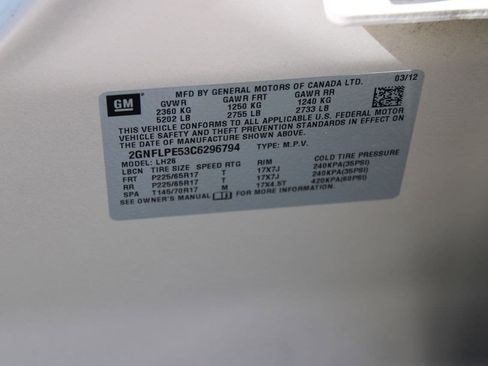 MFD BY GENERAL MOTORS OF CANADA LTD. 03/12
GM
GVWR GAWR FRT GAWR RR
2360 KG 1250 KG 1240 KG
5202 LB 2755 LB 2733 LB
THIS VEHICLE CONFORMS TO ALL APPLICABLE U.S. FEDERAL MOTOR
VEHICLE SAFETY AND THEFT PREVENTION STANDARDS IN EFFECT ON
THE DATE OF MANUFACTURE SHOWN ABOVE.
2GNFLPE53C6296794 TYPE: M.P.V.
MODEL: LH26
LBCN TIRE SIZE SPEED RTG RIM COLD TIRE PRESSURE
FRT P225/65R17 T 17X7J 240KPA(35PSI)
RR P225/65R17 T 17X7J 240KPA(35PSI)
SPA T145/70R17 M 17X4.5T 420KPA(60PSI)
SEE OWNER'S MANUAL FOR MORE INFORMATION.